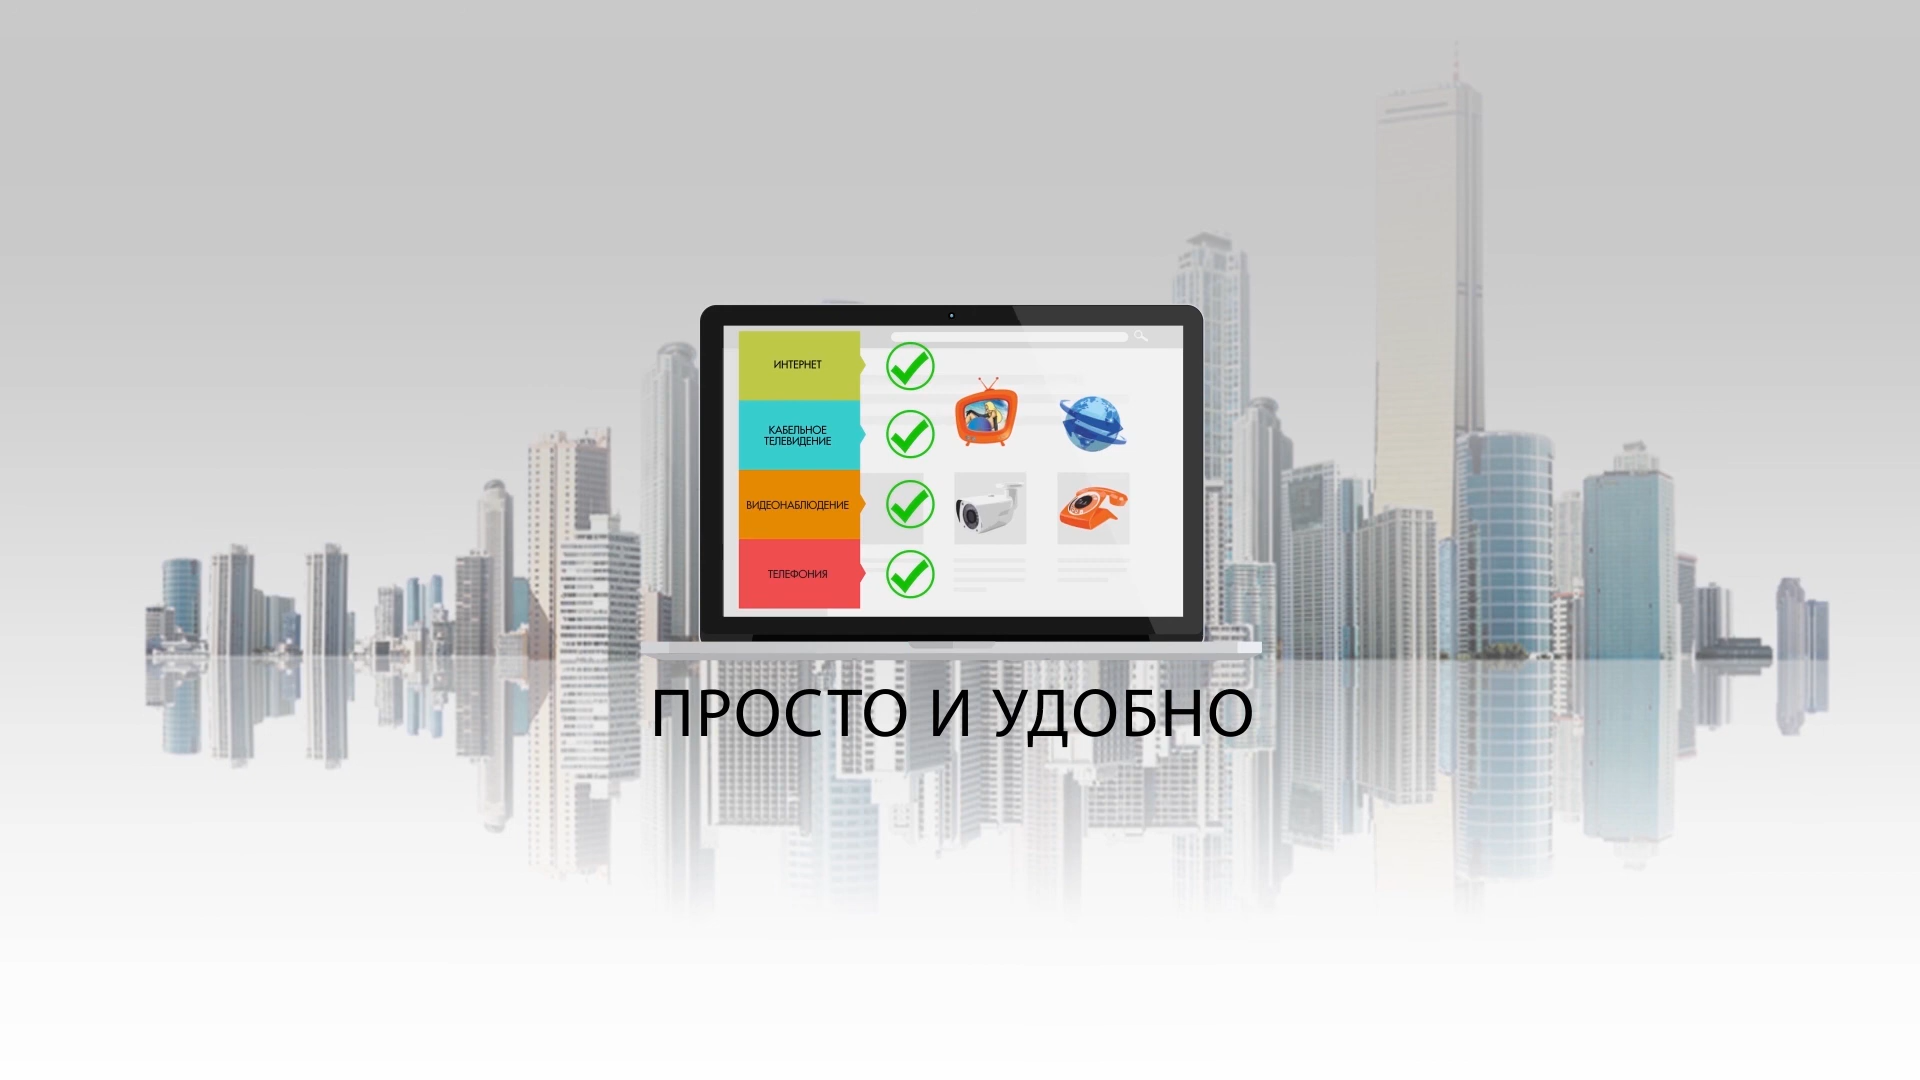 ИНТЕРНЕТ
КАБЕЛЬНОЕ
ТЕЛЕВИДЕНИЕ
ВИДЕОНАБЛЮДЕНИЕ
ТЕЛЕФОНИЯ
ПРОСТО И УДОБНО